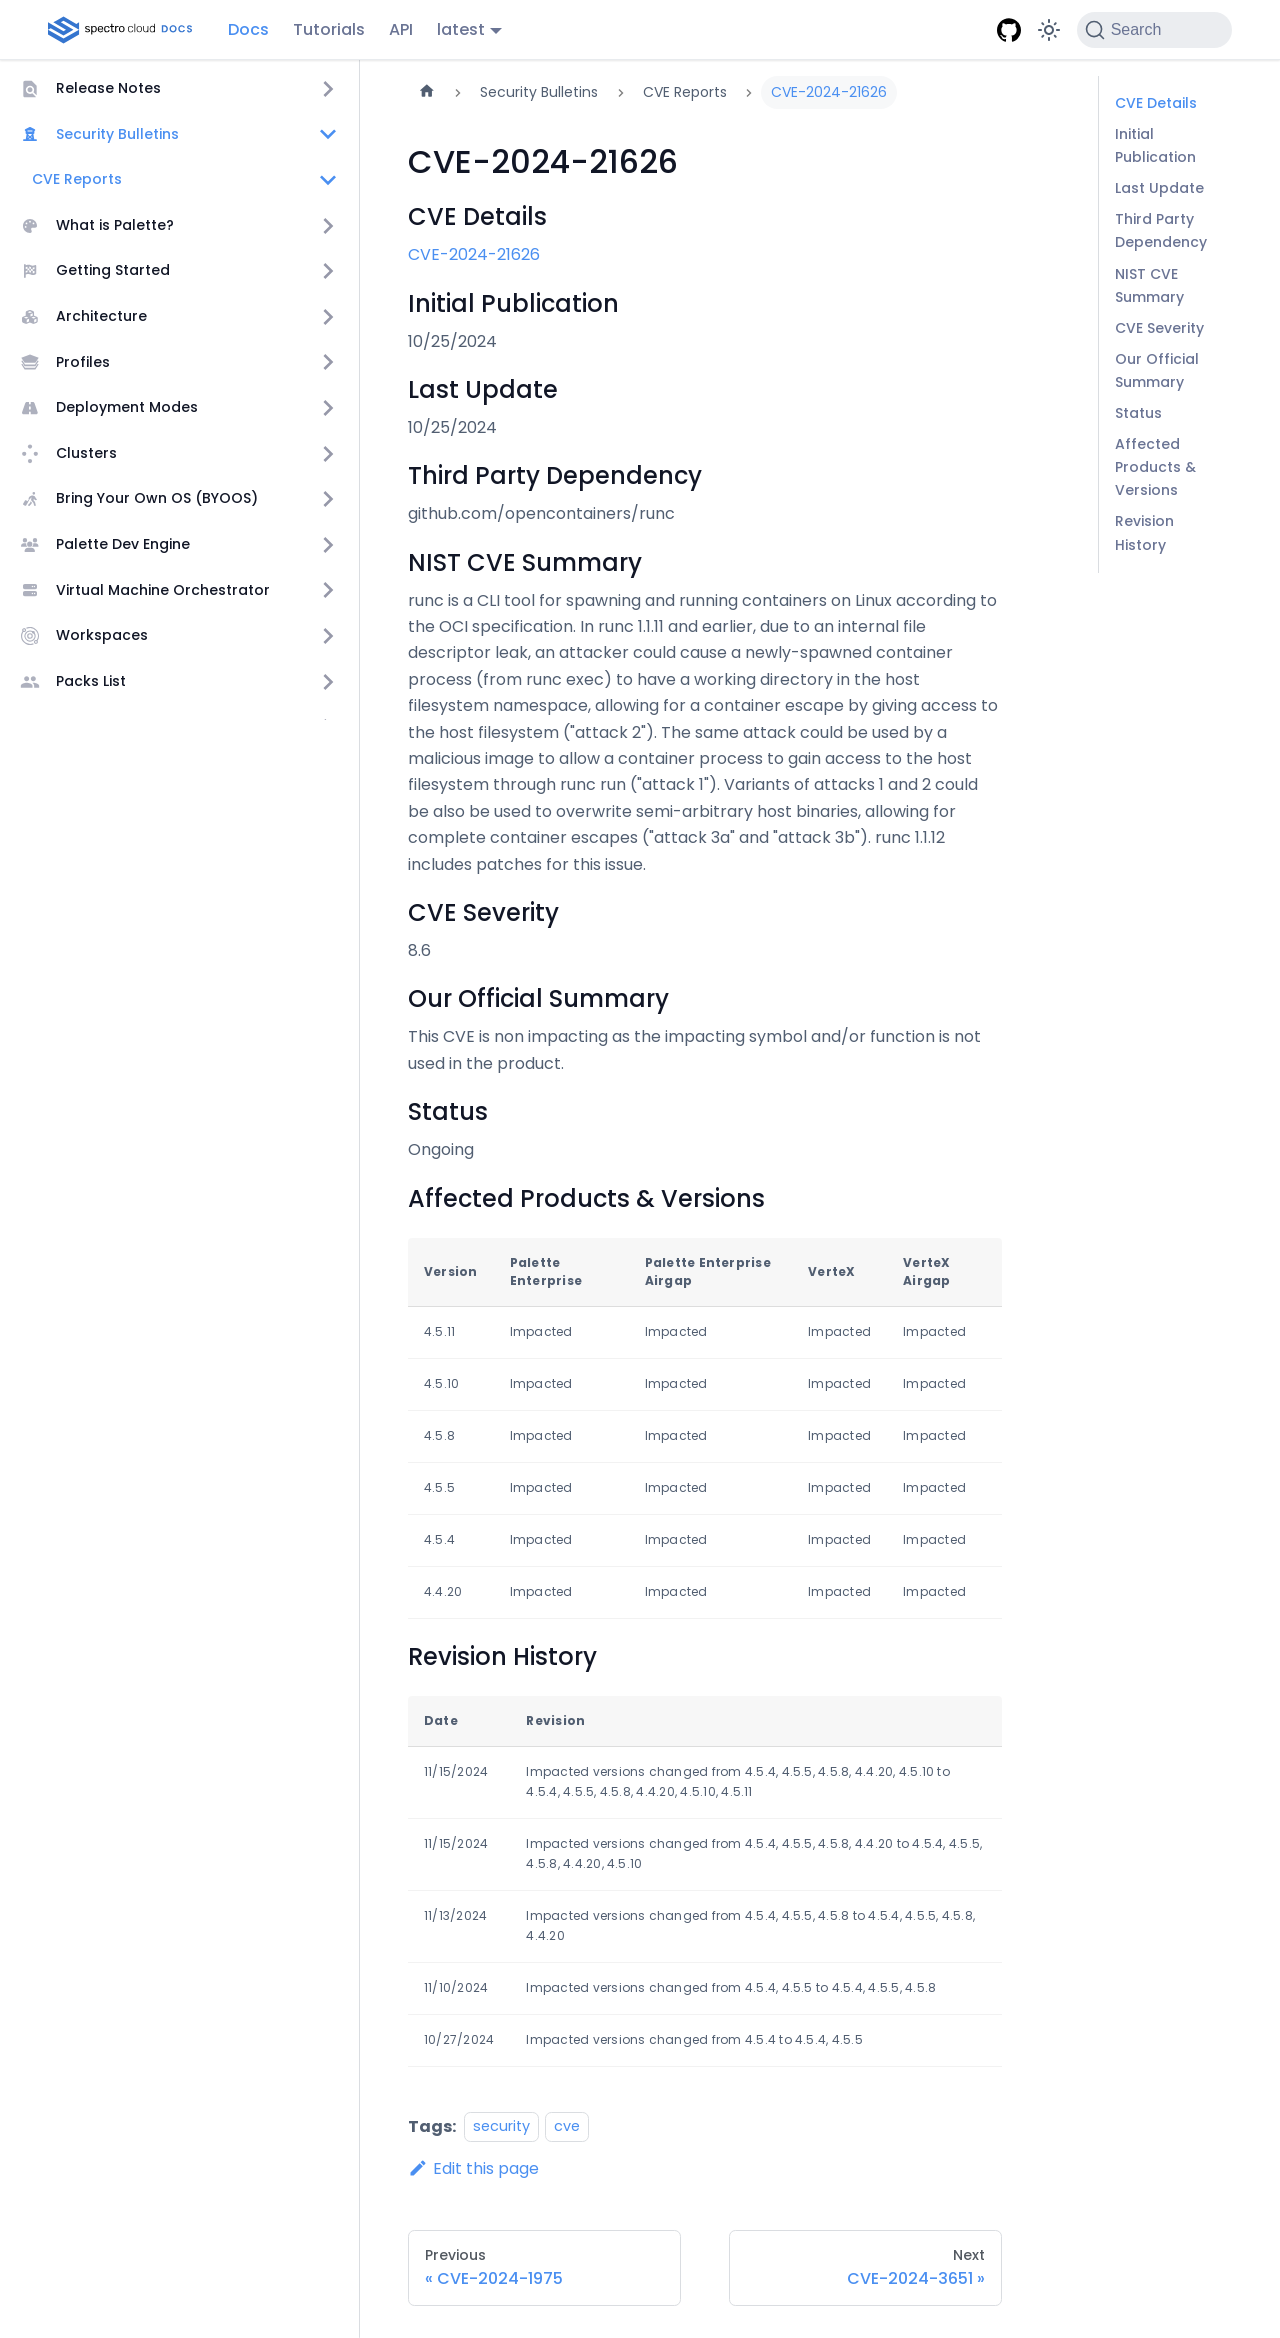 spectro cloud DOCS
Docs
Tutorials
API
latest
Search
Release Notes
Security Bulletins
CVE Reports
What is Palette?
Getting Started
Architecture
Profiles
Deployment Modes
Clusters
Bring Your Own OS (BYOOS)
Palette Dev Engine
Virtual Machine Orchestrator
Workspaces
Packs List
Security Bulletins
CVE Reports
CVE-2024-21626
CVE-2024-21626
CVE Details
CVE-2024-21626
Initial Publication
10/25/2024
Last Update
10/25/2024
Third Party Dependency
github.com/opencontainers/runc
NIST CVE Summary
runc is a CLI tool for spawning and running containers on Linux according to
the OCI specification. In runc 1.1.11 and earlier, due to an internal file
descriptor leak, an attacker could cause a newly-spawned container
process (from runc exec) to have a working directory in the host
filesystem namespace, allowing for a container escape by giving access to
the host filesystem ("attack 2"). The same attack could be used by a
malicious image to allow a container process to gain access to the host
filesystem through runc run ("attack 1"). Variants of attacks 1 and 2 could
be also be used to overwrite semi-arbitrary host binaries, allowing for
complete container escapes ("attack 3a" and "attack 3b"). runc 1.1.12
includes patches for this issue.
CVE Severity
8.6
Our Official Summary
This CVE is non impacting as the impacting symbol and/or function is not
used in the product.
Status
Ongoing
Affected Products & Versions
Version Palette Enterprise Palette Enterprise Airgap VerteX VerteX Airgap
4.5.11 Impacted Impacted Impacted Impacted
4.5.10 Impacted Impacted Impacted Impacted
4.5.8 Impacted Impacted Impacted Impacted
4.5.5 Impacted Impacted Impacted Impacted
4.5.4 Impacted Impacted Impacted Impacted
4.4.20 Impacted Impacted Impacted Impacted
Revision History
Date Revision
11/15/2024 Impacted versions changed from 4.5.4, 4.5.5, 4.5.8, 4.4.20, 4.5.10 to
4.5.4, 4.5.5, 4.5.8, 4.4.20, 4.5.10, 4.5.11
11/15/2024 Impacted versions changed from 4.5.4, 4.5.5, 4.5.8, 4.4.20 to 4.5.4, 4.5.5,
4.5.8, 4.4.20, 4.5.10
11/13/2024 Impacted versions changed from 4.5.4, 4.5.5, 4.5.8 to 4.5.4, 4.5.5, 4.5.8,
4.4.20
11/10/2024 Impacted versions changed from 4.5.4, 4.5.5 to 4.5.4, 4.5.5, 4.5.8
10/27/2024 Impacted versions changed from 4.5.4 to 4.5.4, 4.5.5
Tags: security cve
Edit this page
Previous
« CVE-2024-1975
Next
CVE-2024-3651 »
CVE Details
Initial
Publication
Last Update
Third Party
Dependency
NIST CVE
Summary
CVE Severity
Our Official
Summary
Status
Affected
Products &
Versions
Revision
History